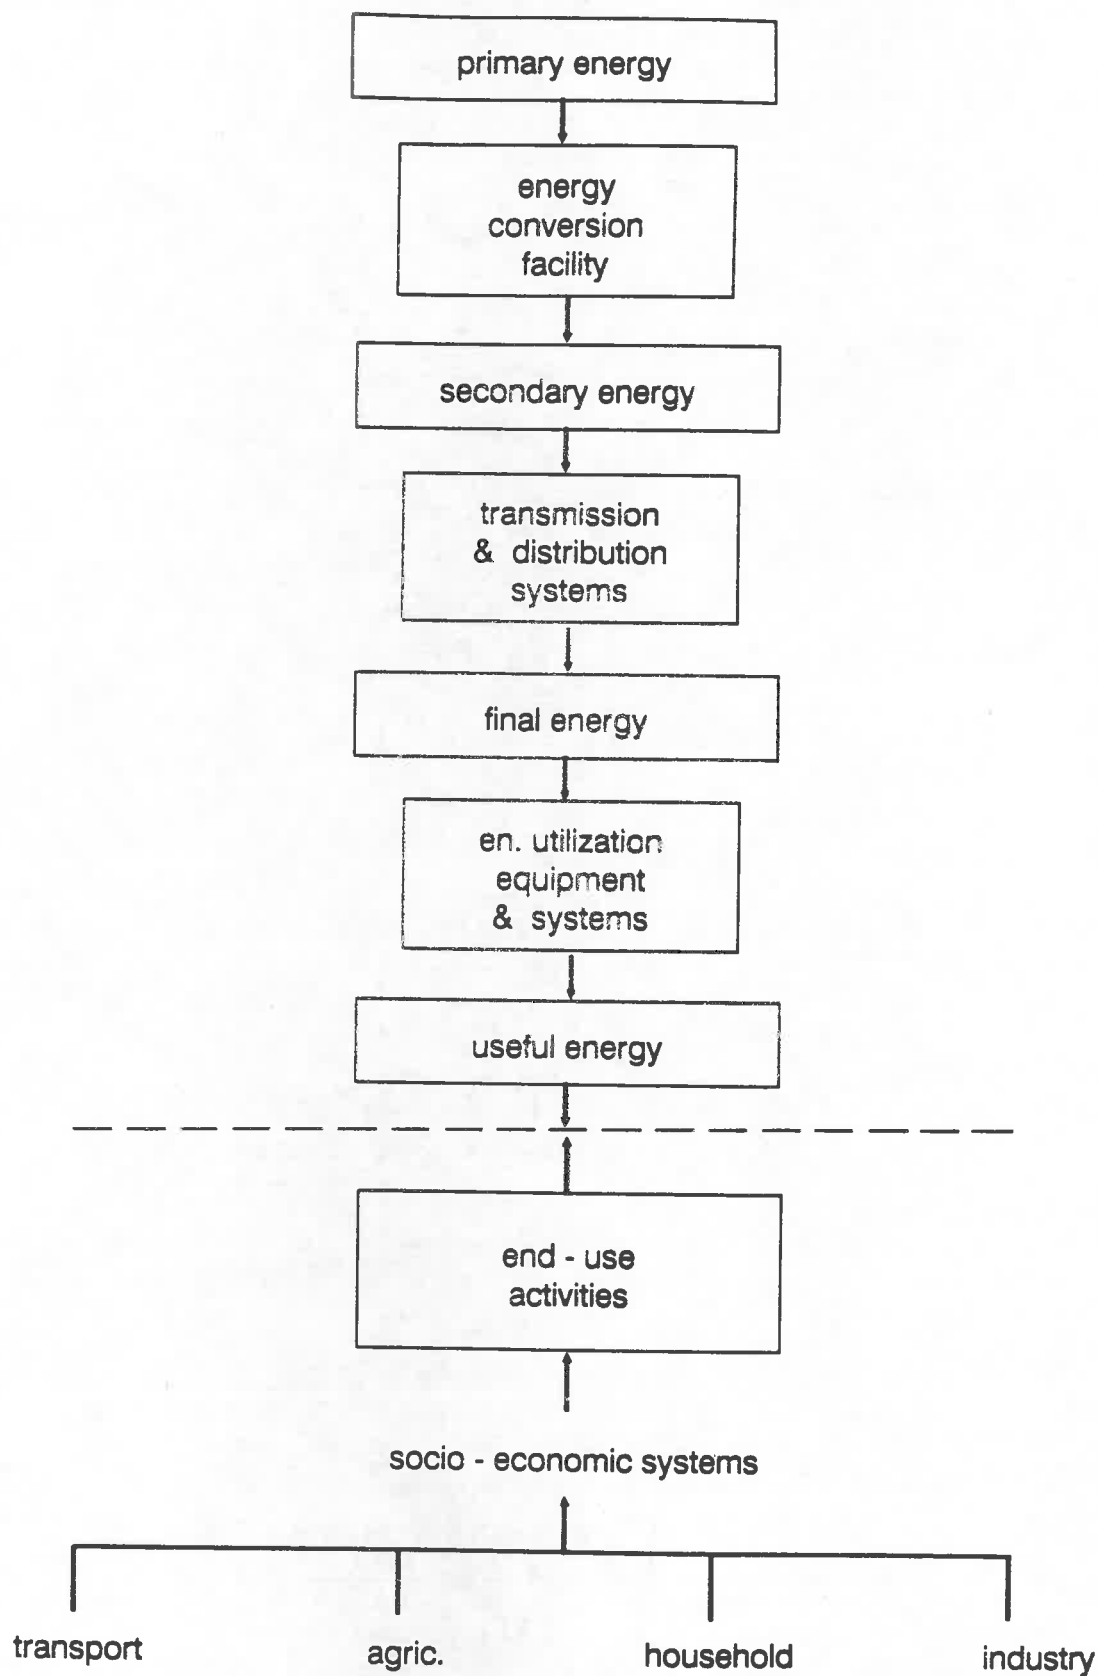 primary energy
energy
conversion
facility
secondary energy
transmission
& distribution
systems
final energy
en. utilization
equipment
& systems
useful energy
end - use
activities
socio - economic systems
transport
agric.
household
industry